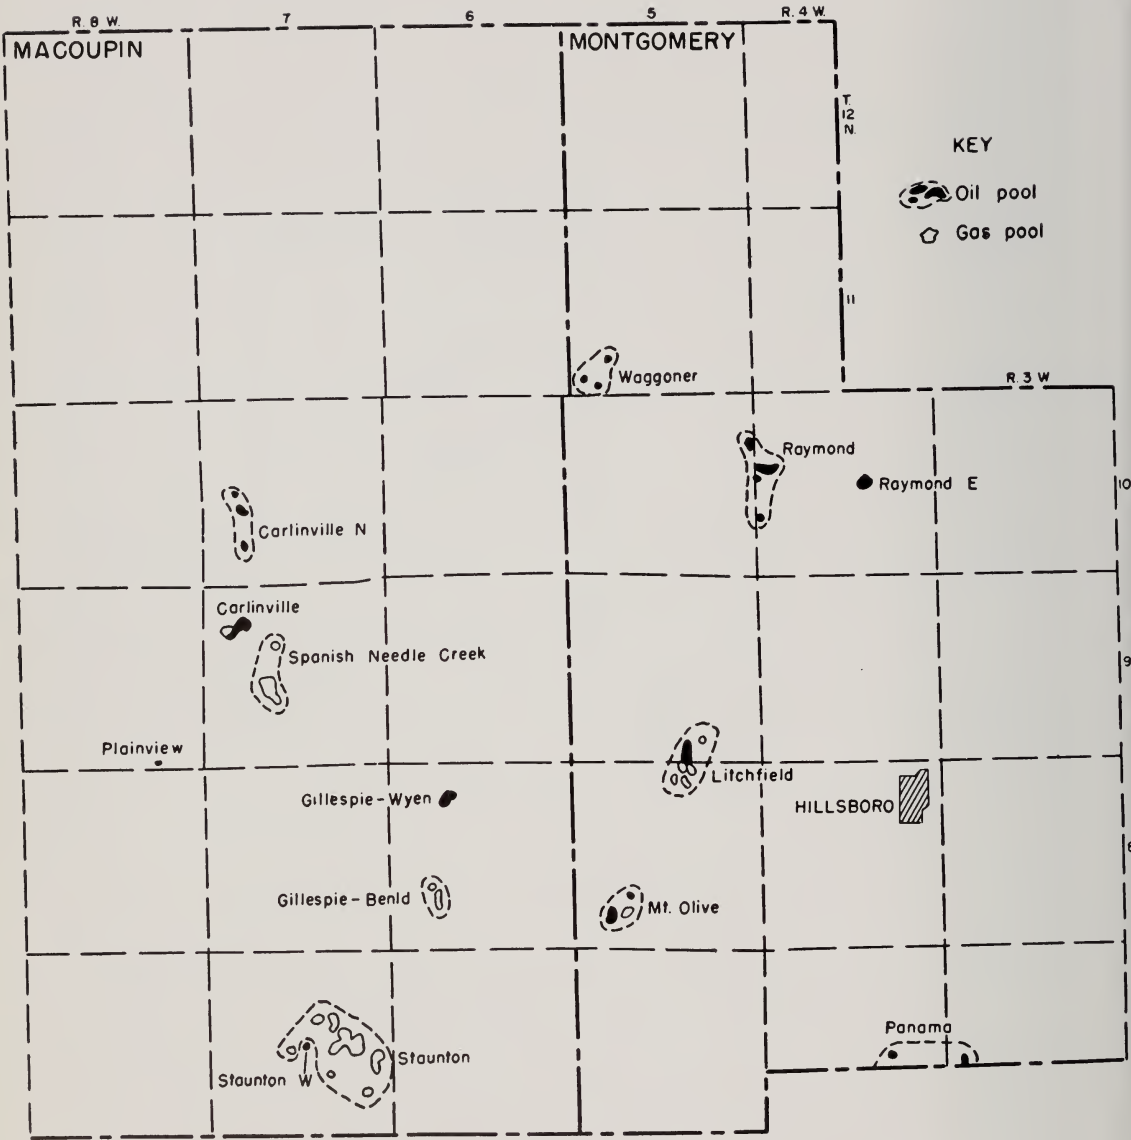 R. 8 W. 7 6 5 R. 4 W.
MACOUPIN MONTGOMERY
T.
12
N.
KEY
Oil pool
Gas pool
11
Waggoner
R. 3 W
Raymond
Raymond E
10
Carlinville N
Carlinville
Spanish Needle Creek
9
Plainview
Litchfield
Gillespie-Wyen
HILLSBORO
8
Gillespie-Benld
Mt. Olive
Panama
Staunton
Staunton W